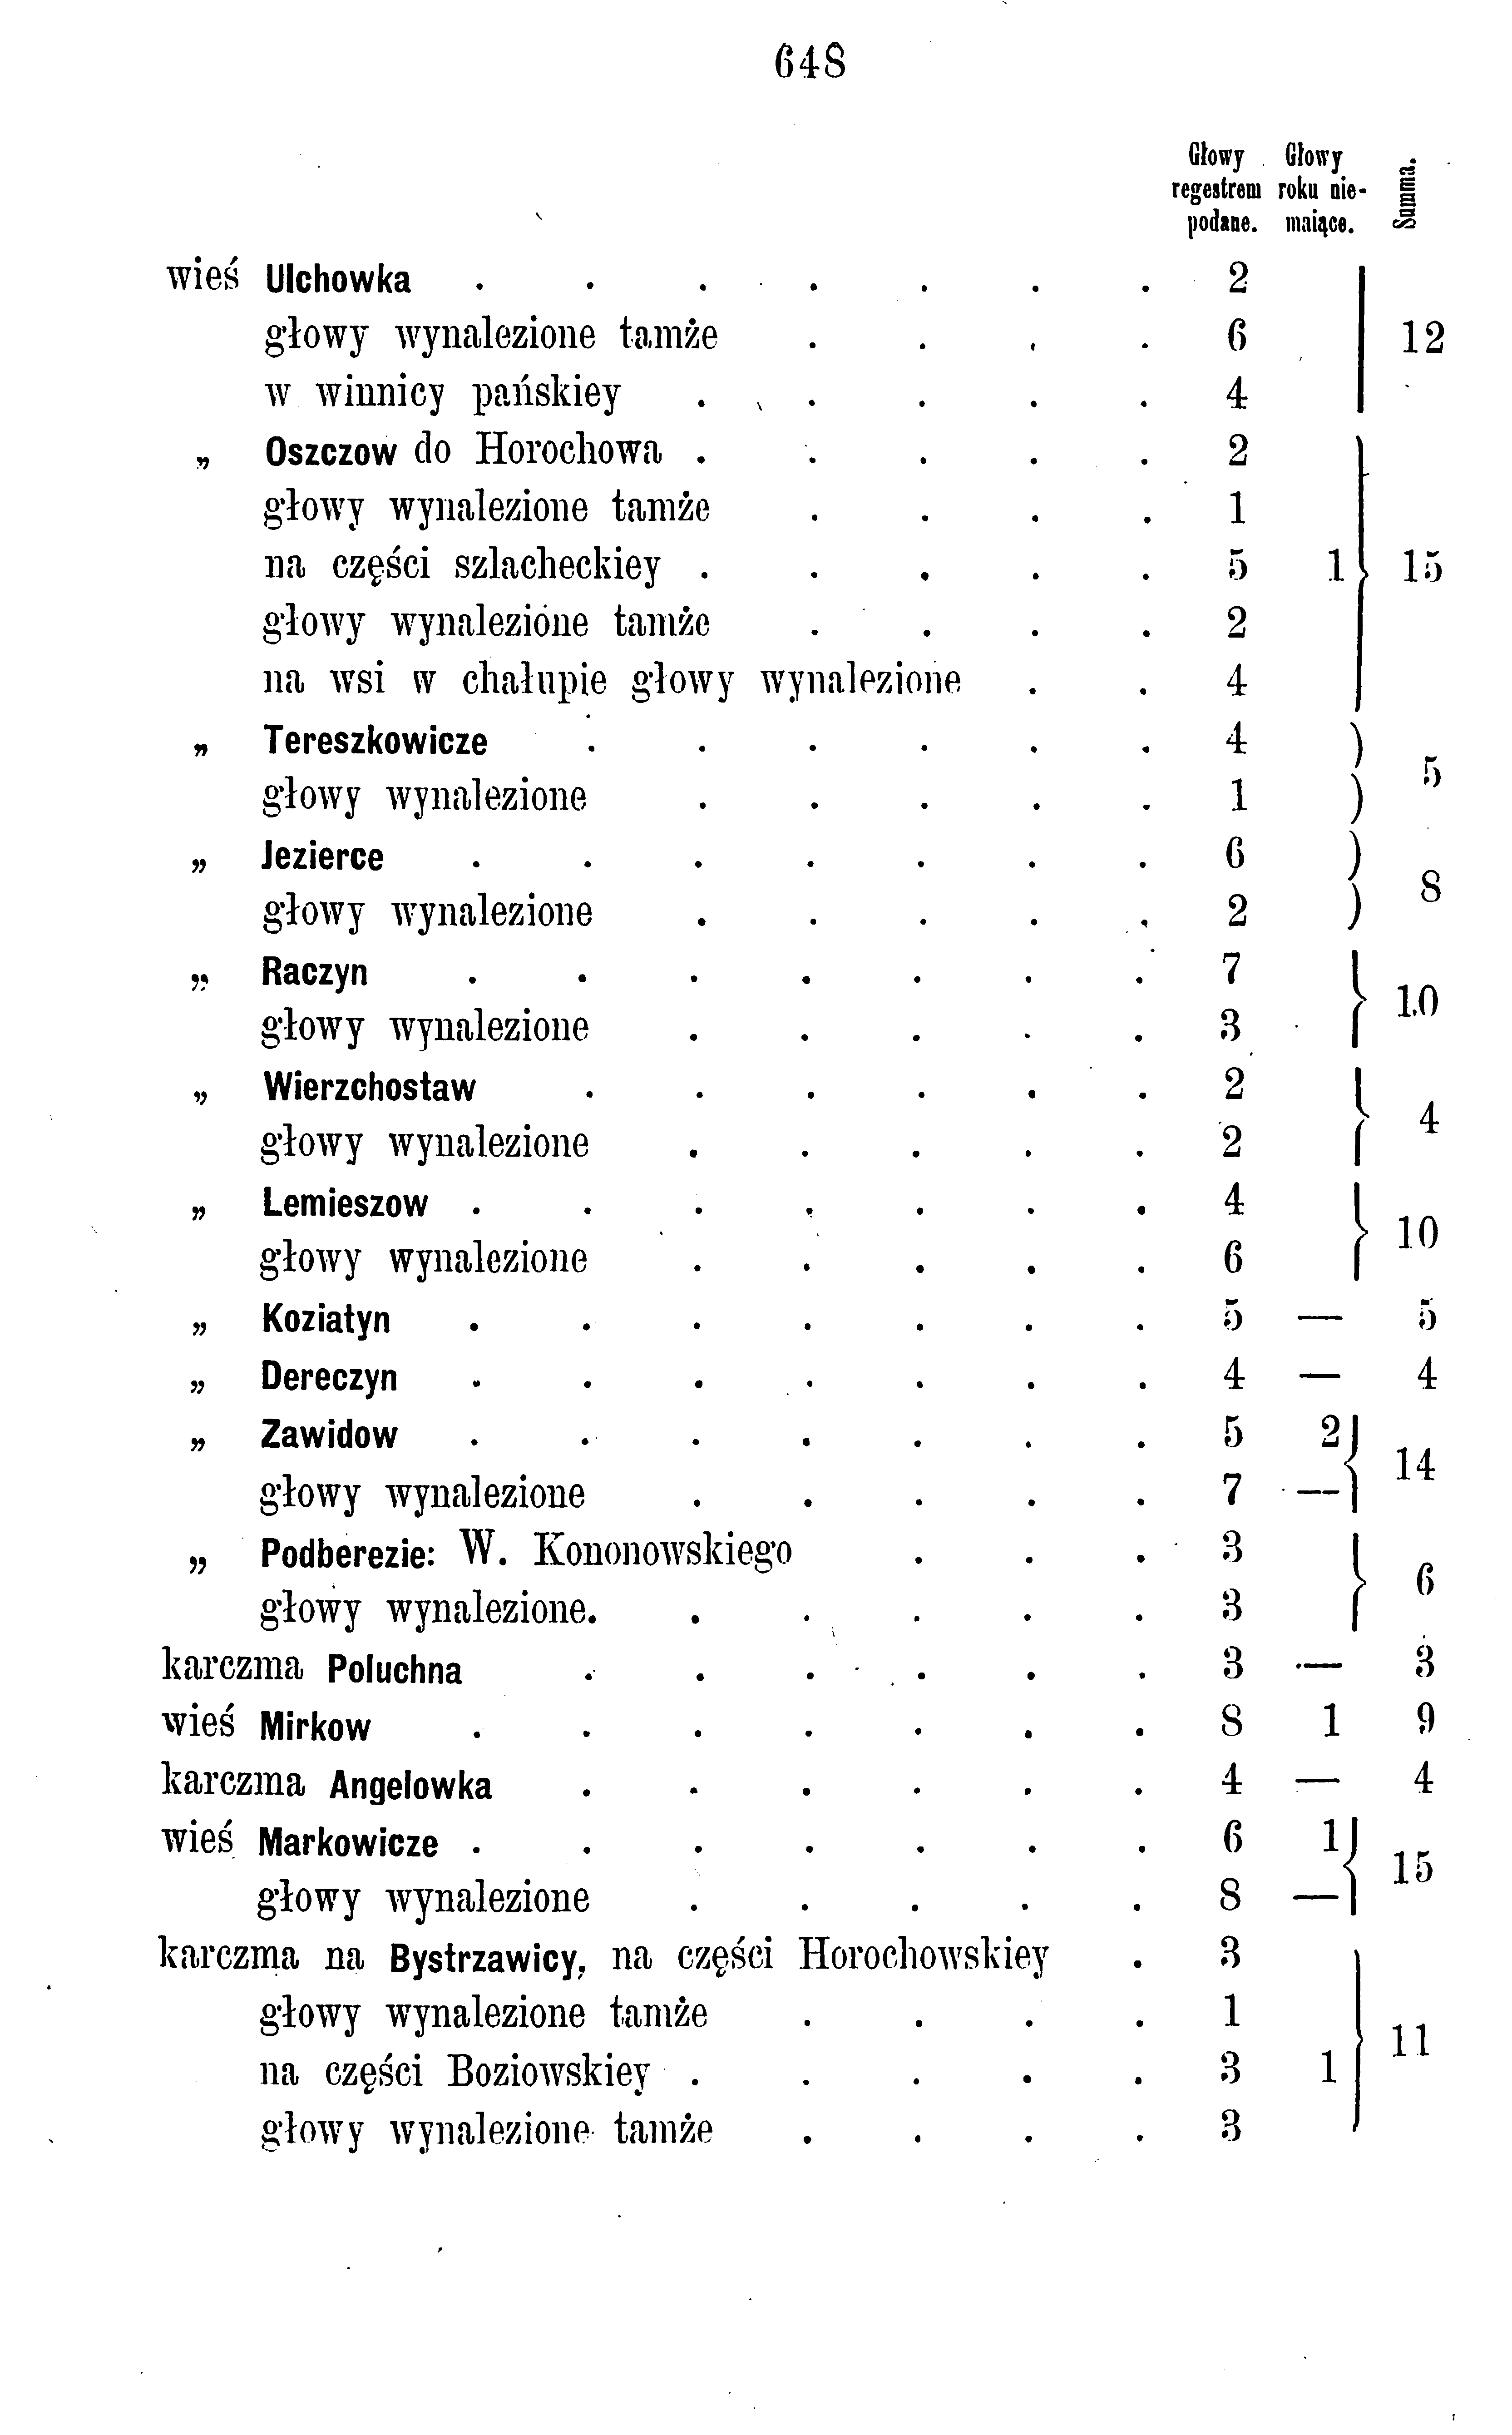 648
Głowy regestrem podane. Głowy roku niemaiące. Summa.
wieś Ulchowka . . . . . . . 2
głowy wynalezione tamże . . . . 6 12
w winnicy pańskiey . . . . . 4
„ Oszczow do Horochowa . . . . . 2
głowy wynalezione tamże . . . . 1
na części szlacheckiey . . . . . 5 1 15
głowy wynalezione tamże . . . . 2
na wsi w chałupie głowy wynalezione . . 4
„ Tereszkowicze . . . . . . 4 ) 5
głowy wynalezione . . . . . 1 )
„ Jezierce . . . . . . . 6 ) 8
głowy wynalezione . . . . . 2 )
„ Raczyn . . . . . . . 7 } 10
głowy wynalezione . . . . . 3
„ Wierzchostaw . . . . . . 2 } 4
głowy wynalezione . . . . . 2
„ Lemieszow . . . . . . . 4 } 10
głowy wynalezione . . . . . 6
„ Koziatyn . . . . . . . 5 — 5
„ Dereczyn . . . . . . . 4 — 4
„ Zawidow . . . . . . . 5 2 } 14
głowy wynalezione . . . . . 7 —
„ Podberezie: W. Kononowskiego . . . 3 } 6
głowy wynalezione. . . . . . 3
karczma Poluchna . . . . . . 3 — 3
wieś Mirkow . . . . . . . 8 1 9
karczma Angelowka . . . . . . 4 — 4
wieś Markowicze . . . . . . . 6 1 } 15
głowy wynalezione . . . . . 8 —
karczma na Bystrzawicy, na części Horochowskiey . 3
głowy wynalezione tamże . . . . 1 } 11
na części Boziowskiey . . . . . 3 1
głowy wynalezione tamże . . . . 3